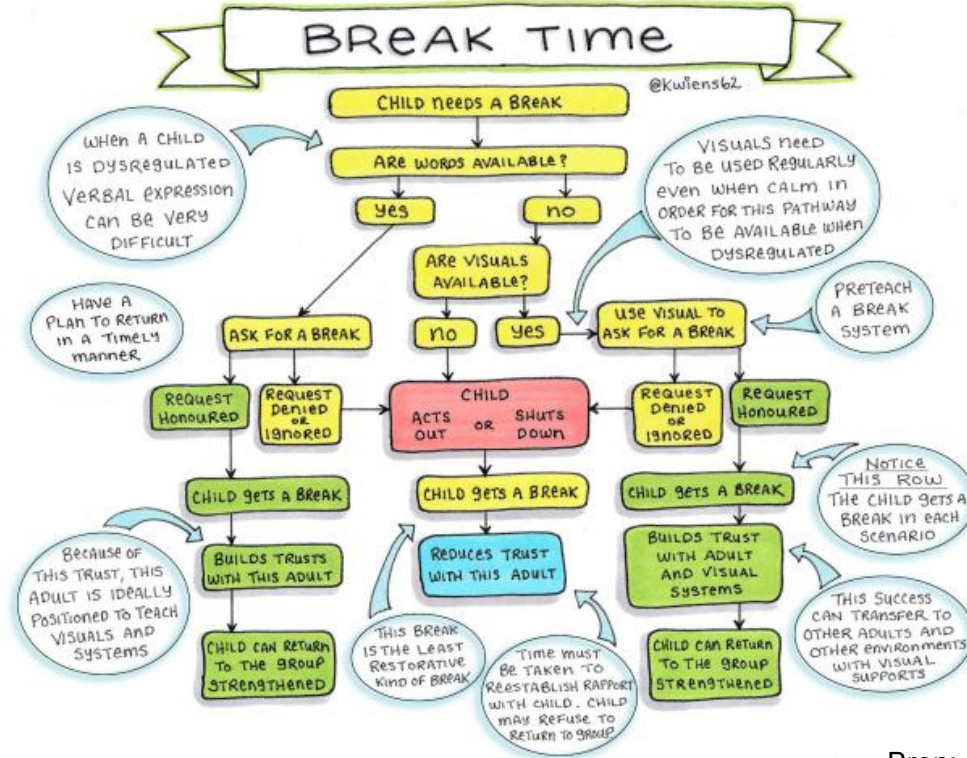 BREAK TIME
@kwiens62
CHILD NEEDS A BREAK
WHEN A CHILD
IS DYSREGULATED
VERBAL EXPRESSION
CAN BE VERY
DIFFICULT
ARE WORDS AVAILABLE?
yes
no
VISUALS NEED
TO BE USED REGULARLY
EVEN WHEN CALM IN
ORDER FOR THIS PATHWAY
TO BE AVAILABLE WHEN
DYSREGULATED
ARE VISUALS
AVAILABLE?
HAVE A
PLAN TO RETURN
IN A TIMELY
MANNER
ASK FOR A BREAK
no
yes
USE VISUAL TO
ASK FOR A BREAK
PRETEACH
A BREAK
SYSTEM
REQUEST
HONOURED
REQUEST
DENIED
OR
IGNORED
CHILD
ACTS OUT OR SHUTS DOWN
REQUEST
DENIED
OR
IGNORED
REQUEST
HONOURED
CHILD GETS A BREAK
CHILD GETS A BREAK
CHILD GETS A BREAK
NOTICE
THIS ROW
THE CHILD GETS A
BREAK IN EACH
SCENARIO
BECAUSE OF
THIS TRUST, THIS
ADULT IS IDEALLY
POSITIONED TO TEACH
VISUALS AND
SYSTEMS
BUILDS TRUSTS
WITH THIS ADULT
REDUCES TRUST
WITH THIS ADULT
BUILDS TRUST
WITH ADULT
AND VISUAL
SYSTEMS
THIS SUCCESS
CAN TRANSFER TO
OTHER ADULTS AND
OTHER ENVIRONMENTS
WITH VISUAL
SUPPORTS
CHILD CAN RETURN
TO THE GROUP
STRENGTHENED
THIS BREAK
IS THE LEAST
RESTORATIVE
KIND OF BREAK
TIME MUST
BE TAKEN TO
REESTABLISH RAPPORT
WITH CHILD. CHILD
MAY REFUSE TO
RETURN TO GROUP
CHILD CAN RETURN
TO THE GROUP
STRENGTHENED